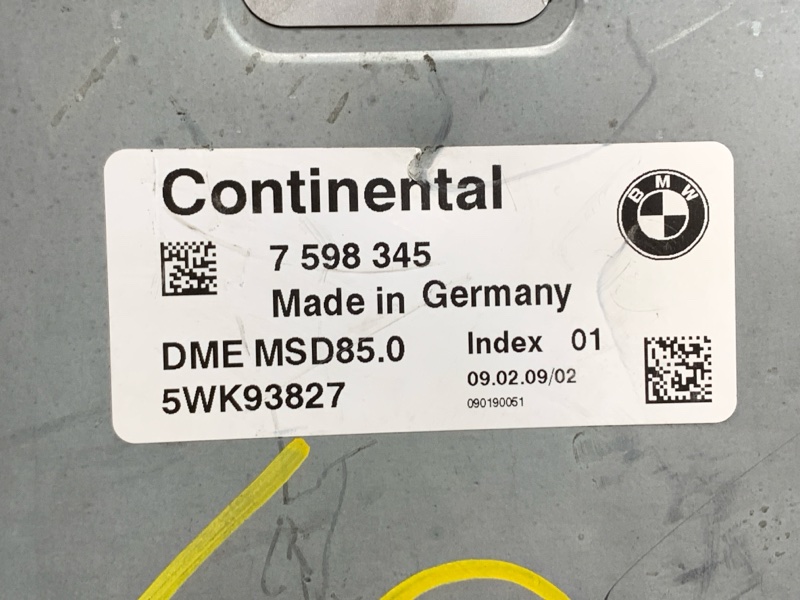 Continental
BMW
7 598 345
Made in Germany
DME MSD85.0
Index 01
5WK93827
09.02.09/02
090190051